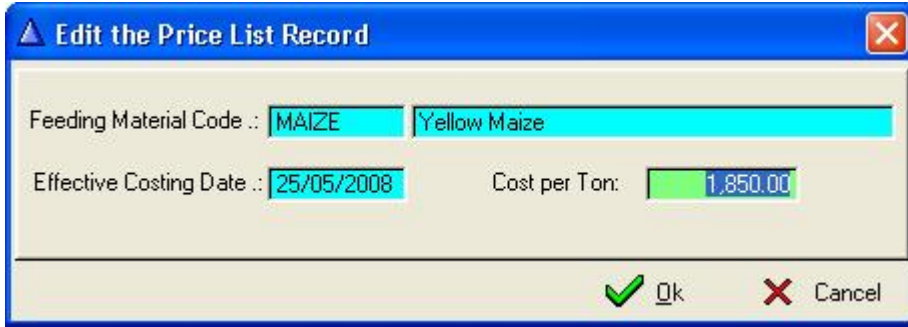 Edit the Price List Record
Feeding Material Code .: MAIZE Yellow Maize
Effective Costing Date .: 25/05/2008 Cost per Ton: 1,850.00
Ok Cancel